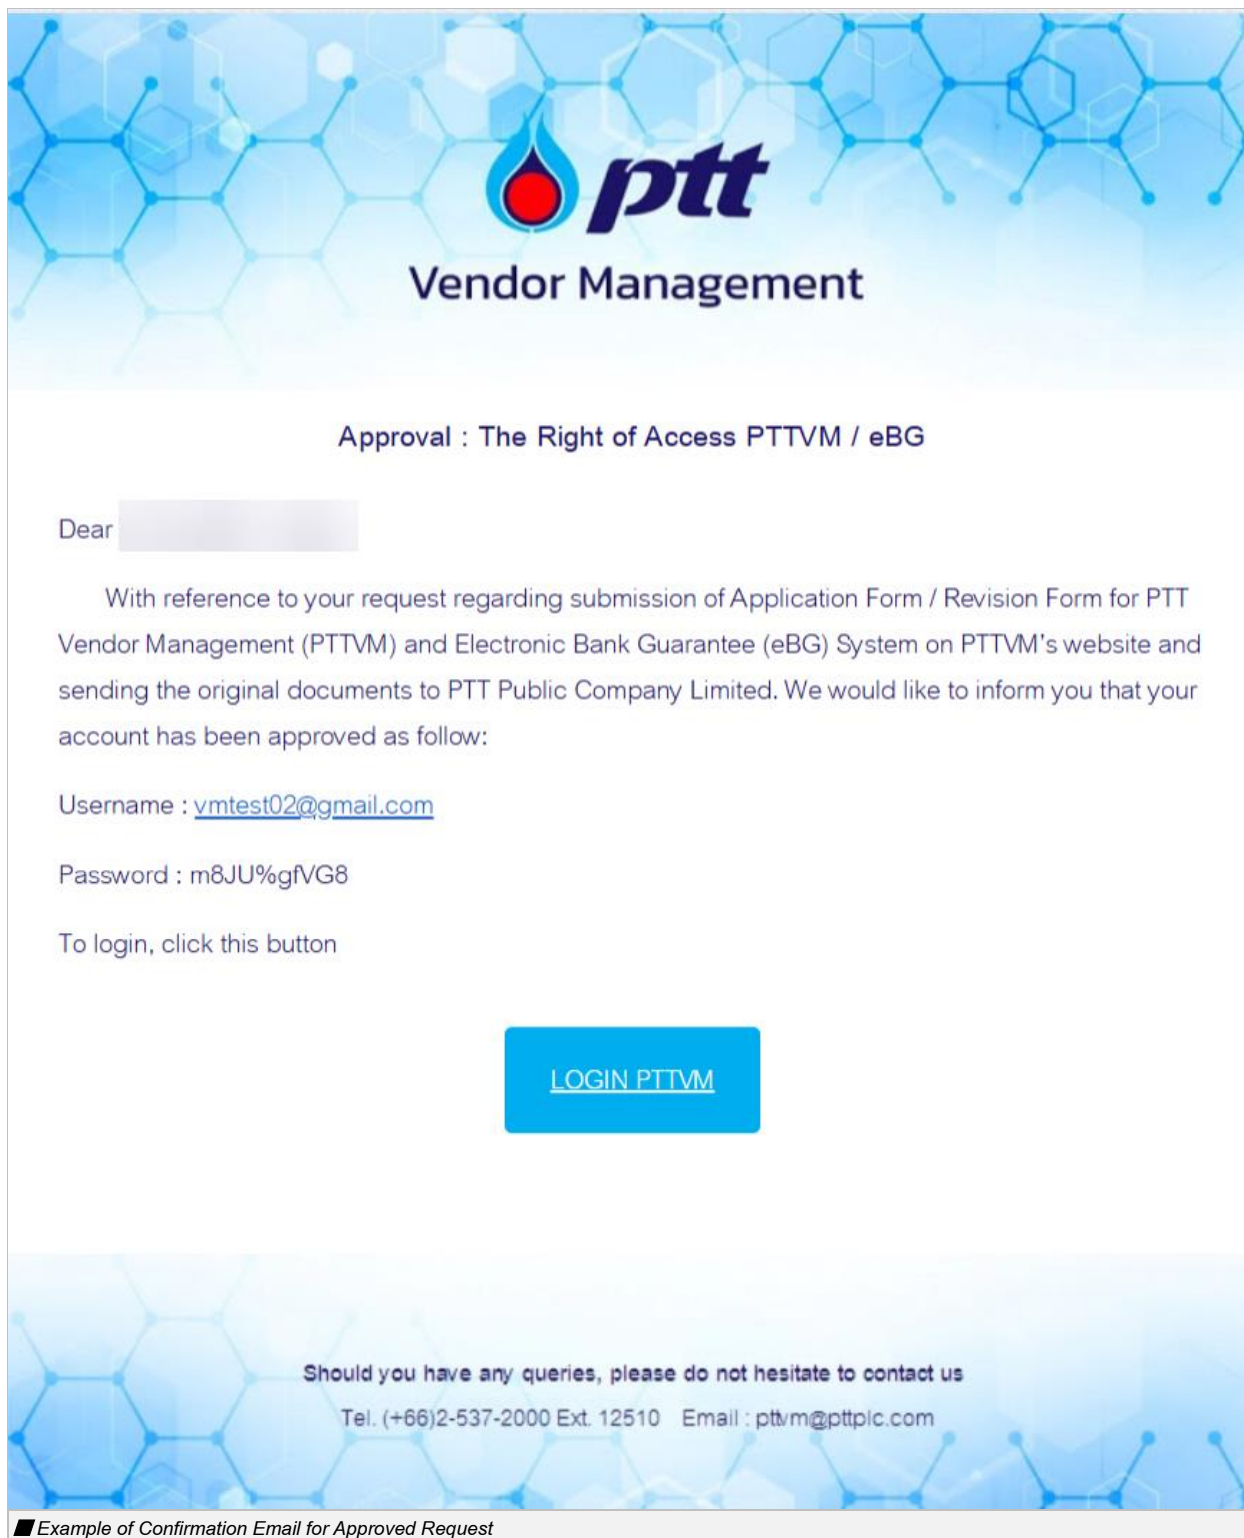 ptt
Vendor Management
Approval : The Right of Access PTTVM / eBG
Dear
With reference to your request regarding submission of Application Form / Revision Form for PTT
Vendor Management (PTTVM) and Electronic Bank Guarantee (eBG) System on PTTVM's website and
sending the original documents to PTT Public Company Limited. We would like to inform you that your
account has been approved as follow:
Username : vmtest02@gmail.com
Password : m8JU%gfVG8
To login, click this button
LOGIN PTTVM
Should you have any queries, please do not hesitate to contact us
Tel. (+66)2-537-2000 Ext. 12510 Email : pttvm@pttplc.com
Example of Confirmation Email for Approved Request